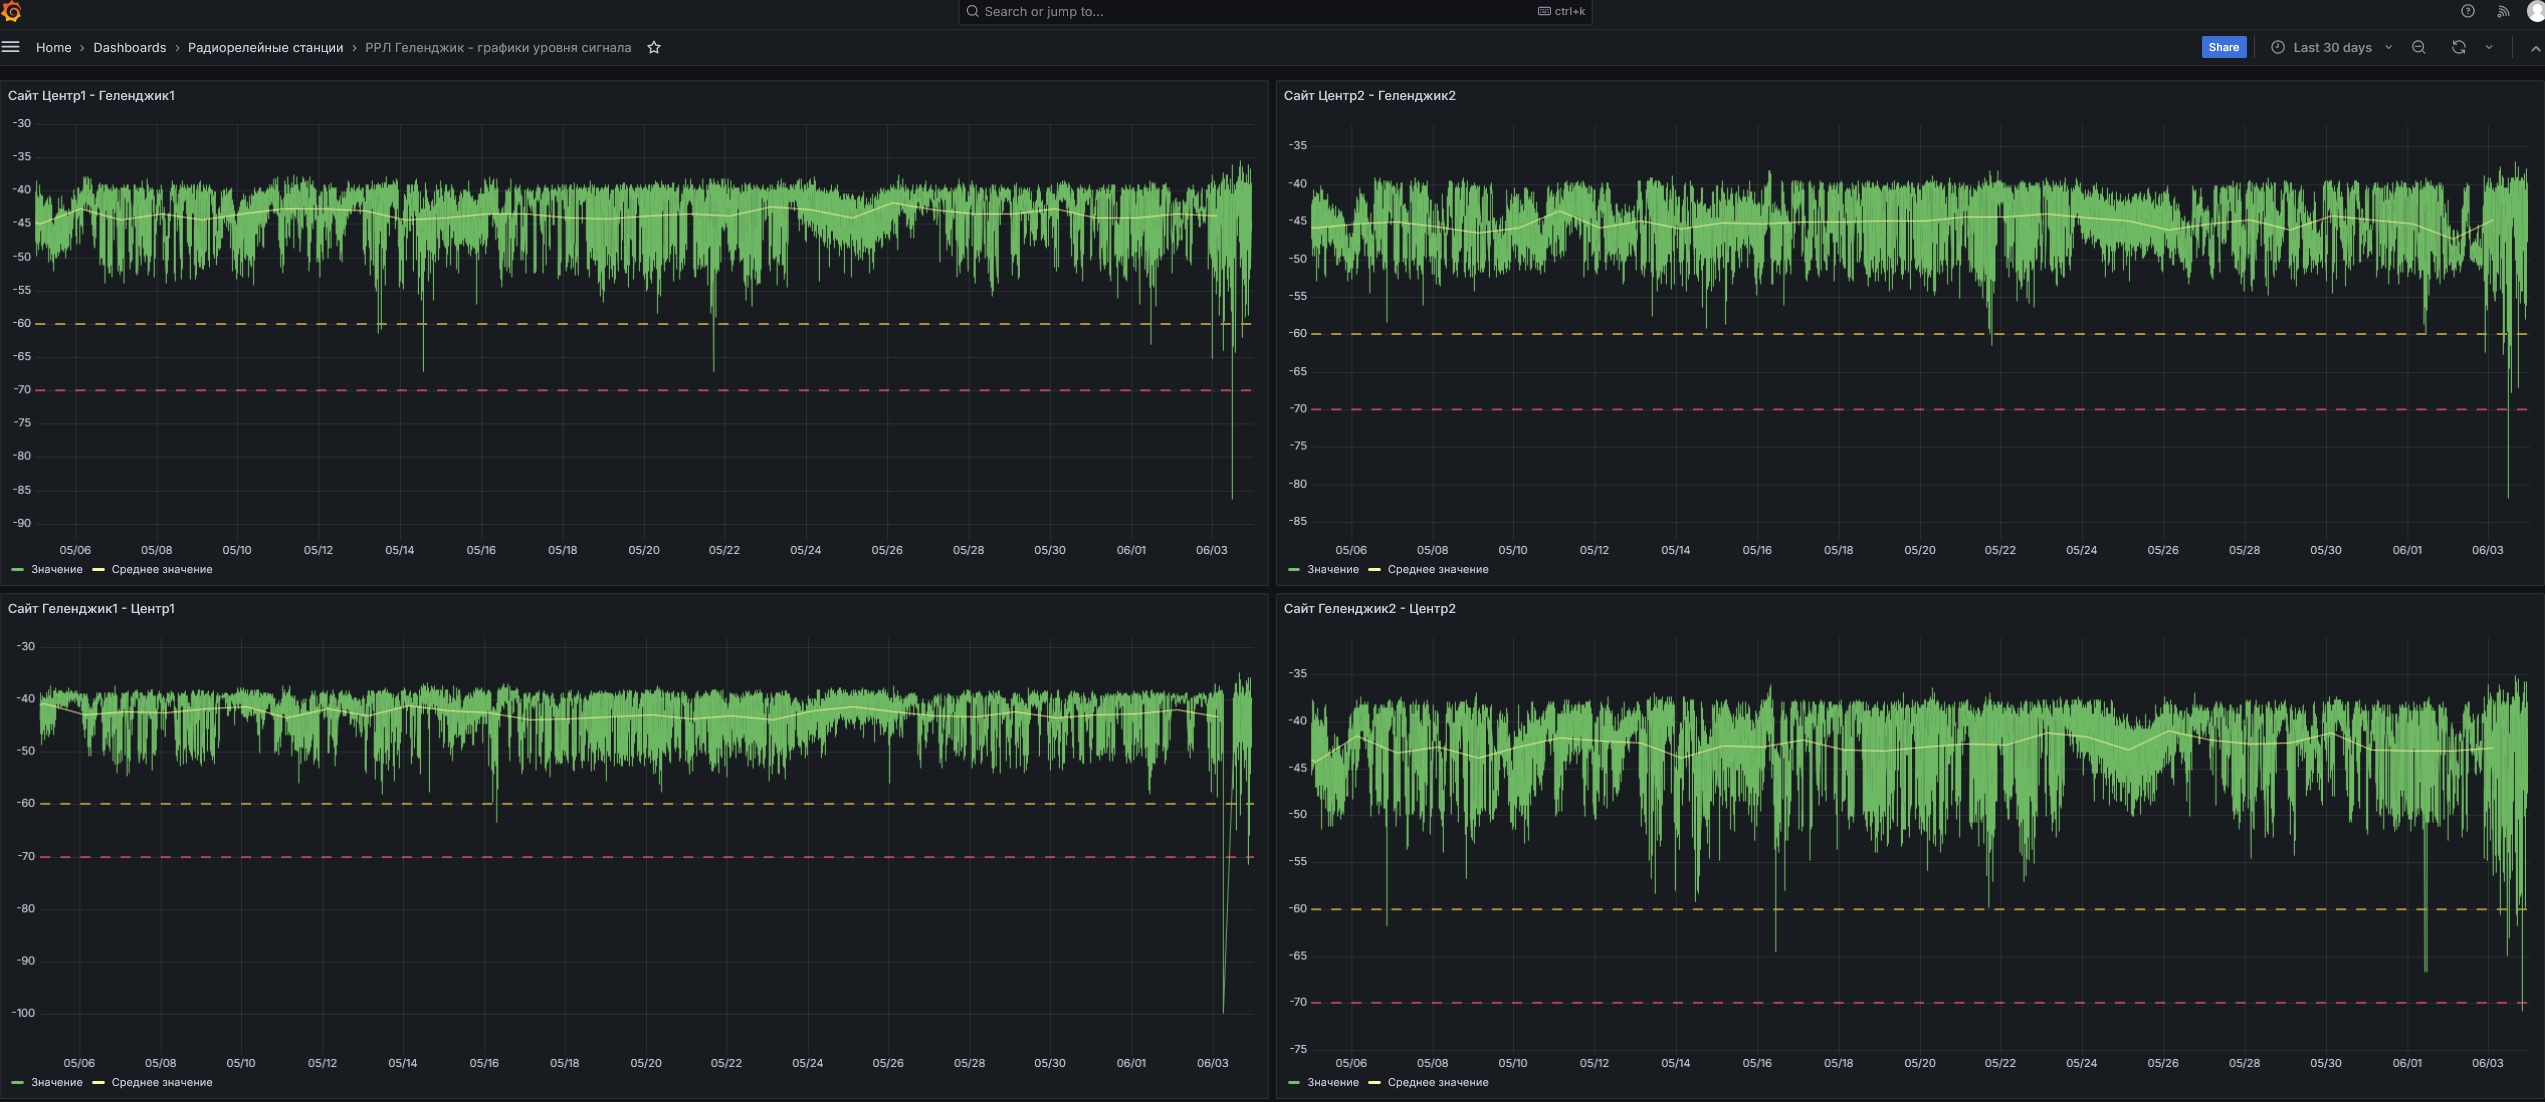 Search or jump to... ctrl+k
Home › Dashboards › Радиорелейные станции › РРЛ Геленджик - графики уровня сигнала
Share Last 30 days
Сайт Центр1 - Геленджик1
-30
-35
-40
-45
-50
-55
-60
-65
-70
-75
-80
-85
-90
05/06 05/08 05/10 05/12 05/14 05/16 05/18 05/20 05/22 05/24 05/26 05/28 05/30 06/01 06/03
Значение Среднее значение
Сайт Центр2 - Геленджик2
-35
-40
-45
-50
-55
-60
-65
-70
-75
-80
-85
05/06 05/08 05/10 05/12 05/14 05/16 05/18 05/20 05/22 05/24 05/26 05/28 05/30 06/01 06/03
Значение Среднее значение
Сайт Геленджик1 - Центр1
-30
-40
-50
-60
-70
-80
-90
-100
05/06 05/08 05/10 05/12 05/14 05/16 05/18 05/20 05/22 05/24 05/26 05/28 05/30 06/01 06/03
Значение Среднее значение
Сайт Геленджик2 - Центр2
-35
-40
-45
-50
-55
-60
-65
-70
-75
05/06 05/08 05/10 05/12 05/14 05/16 05/18 05/20 05/22 05/24 05/26 05/28 05/30 06/01 06/03
Значение Среднее значение